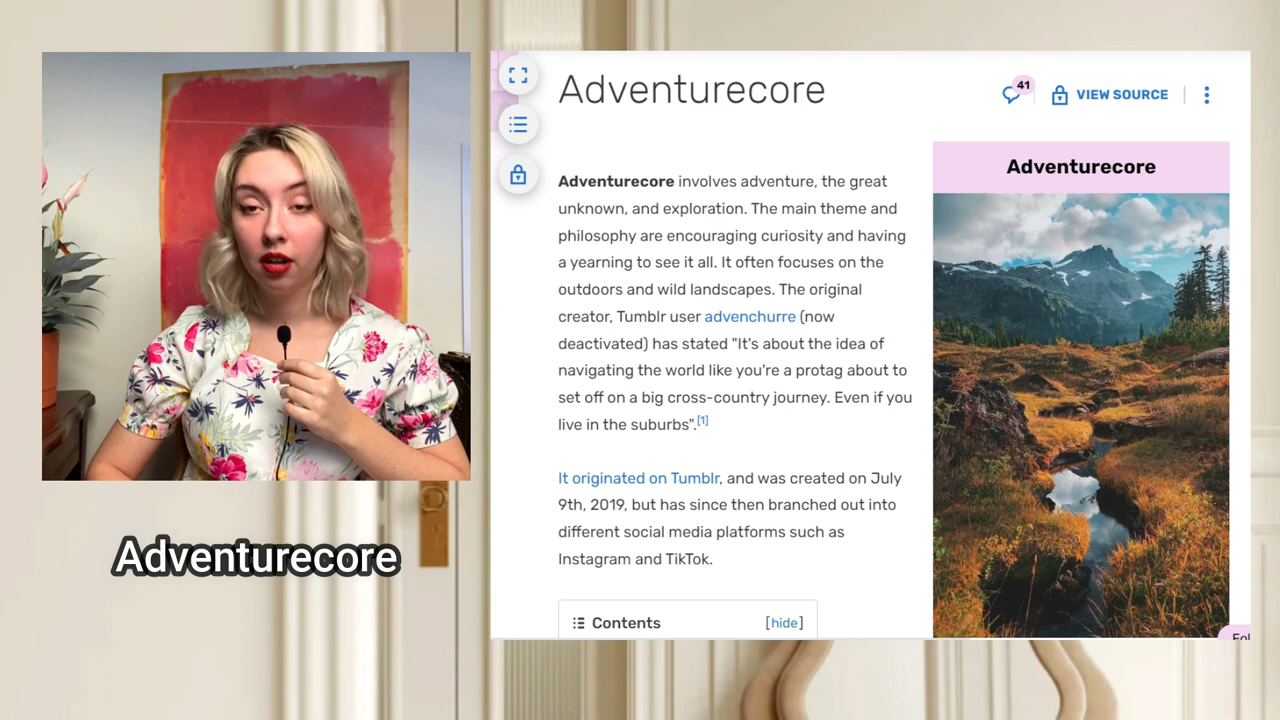 Adventurecore
41
VIEW SOURCE
Adventurecore
Adventurecore involves adventure, the great
unknown, and exploration. The main theme and
philosophy are encouraging curiosity and having
a yearning to see it all. It often focuses on the
outdoors and wild landscapes. The original
creator, Tumblr user advenchurre (now
deactivated) has stated "It's about the idea of
navigating the world like you're a protag about to
set off on a big cross-country journey. Even if you
live in the suburbs".[1]
It originated on Tumblr, and was created on July
9th, 2019, but has since then branched out into
different social media platforms such as
Instagram and TikTok.
Contents [hide]
Adventurecore